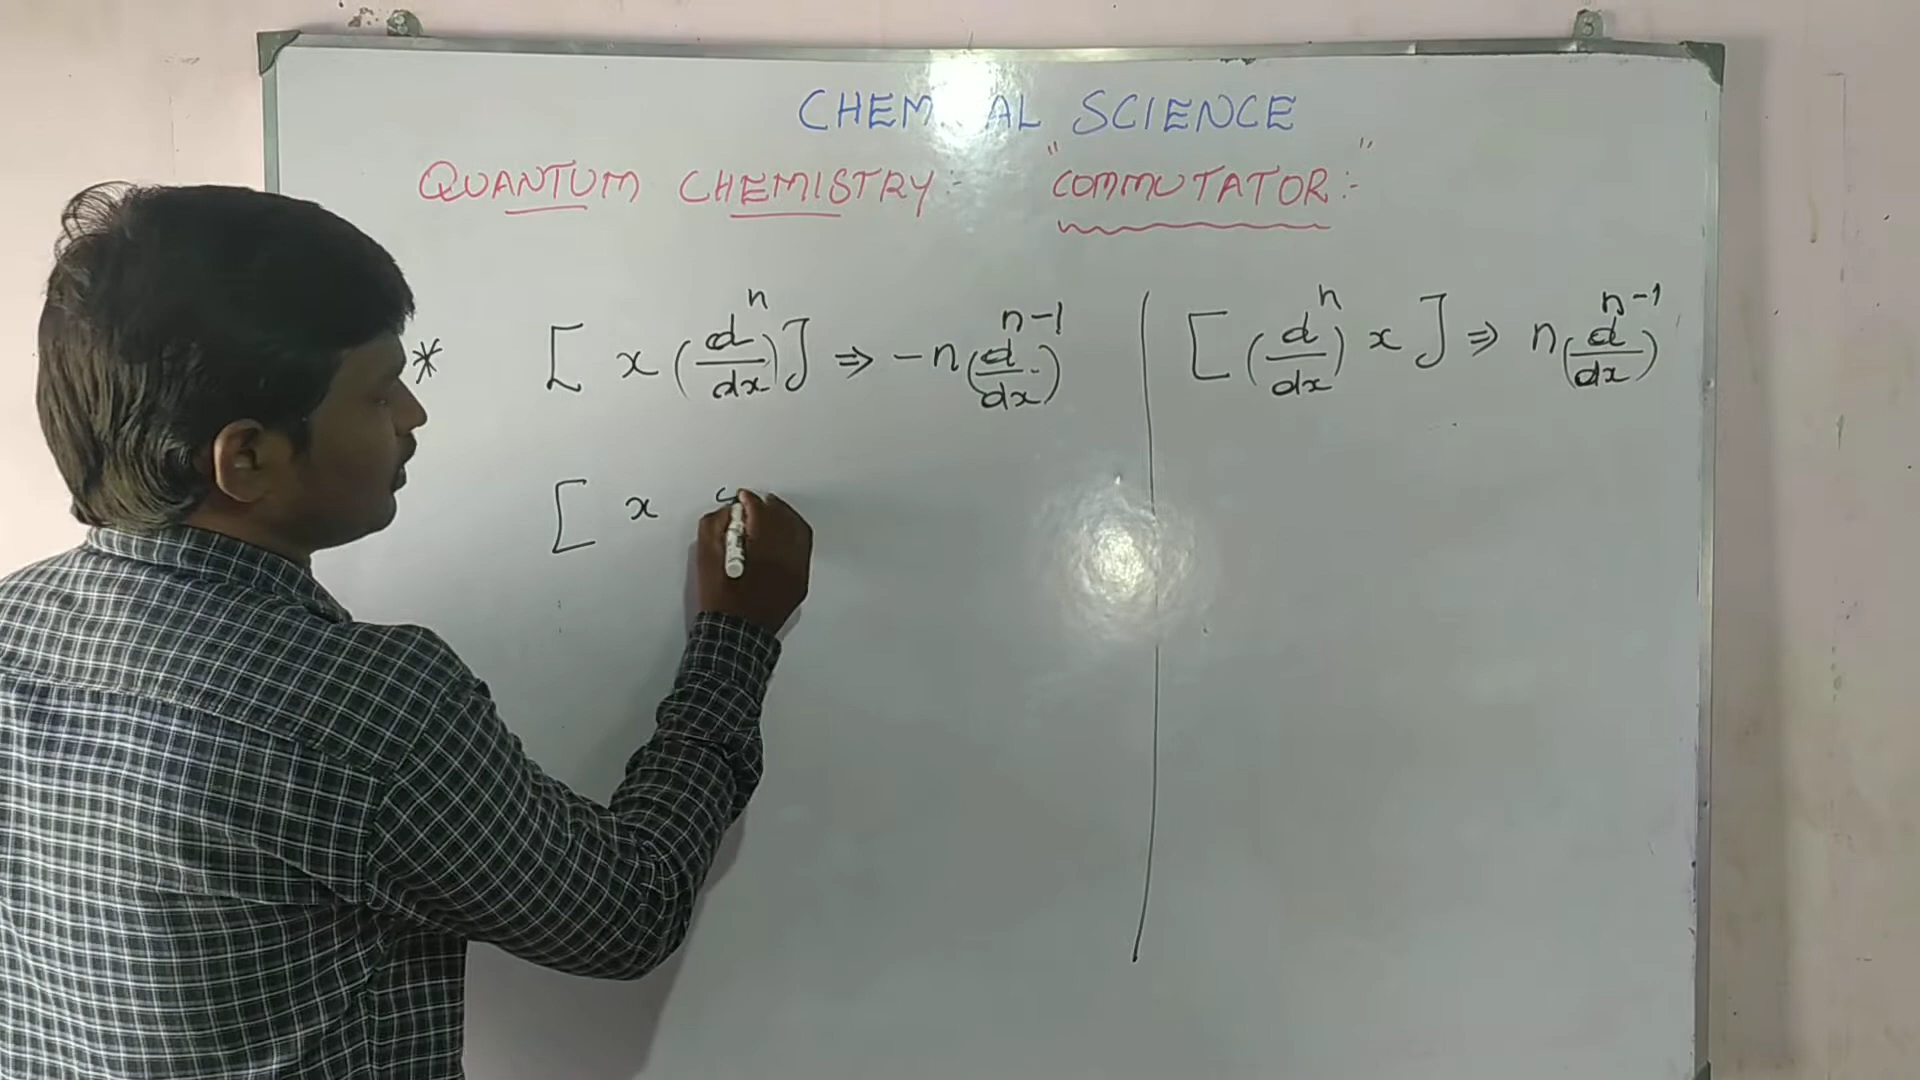 CHEMICAL SCIENCE
QUANTUM CHEMISTRY:- "COMMUTATOR:-"
* [ x (d/dx)^n ] ⇒ -n (d/dx)^n-1 | [ (d/dx)^n x ] ⇒ n (d/dx)^n-1
[ x